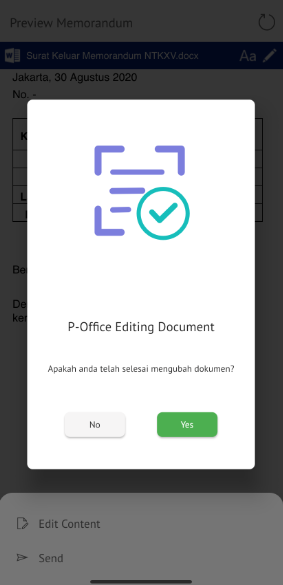 Preview Memorandum
Surat Keluar Memorandum NTKXV.docx
Aa
Jakarta, 30 Agustus 2020
No. -
K
L
Be
De
ker
P-Office Editing Document
Apakah anda telah selesai mengubah dokumen?
No
Yes
Edit Content
Send